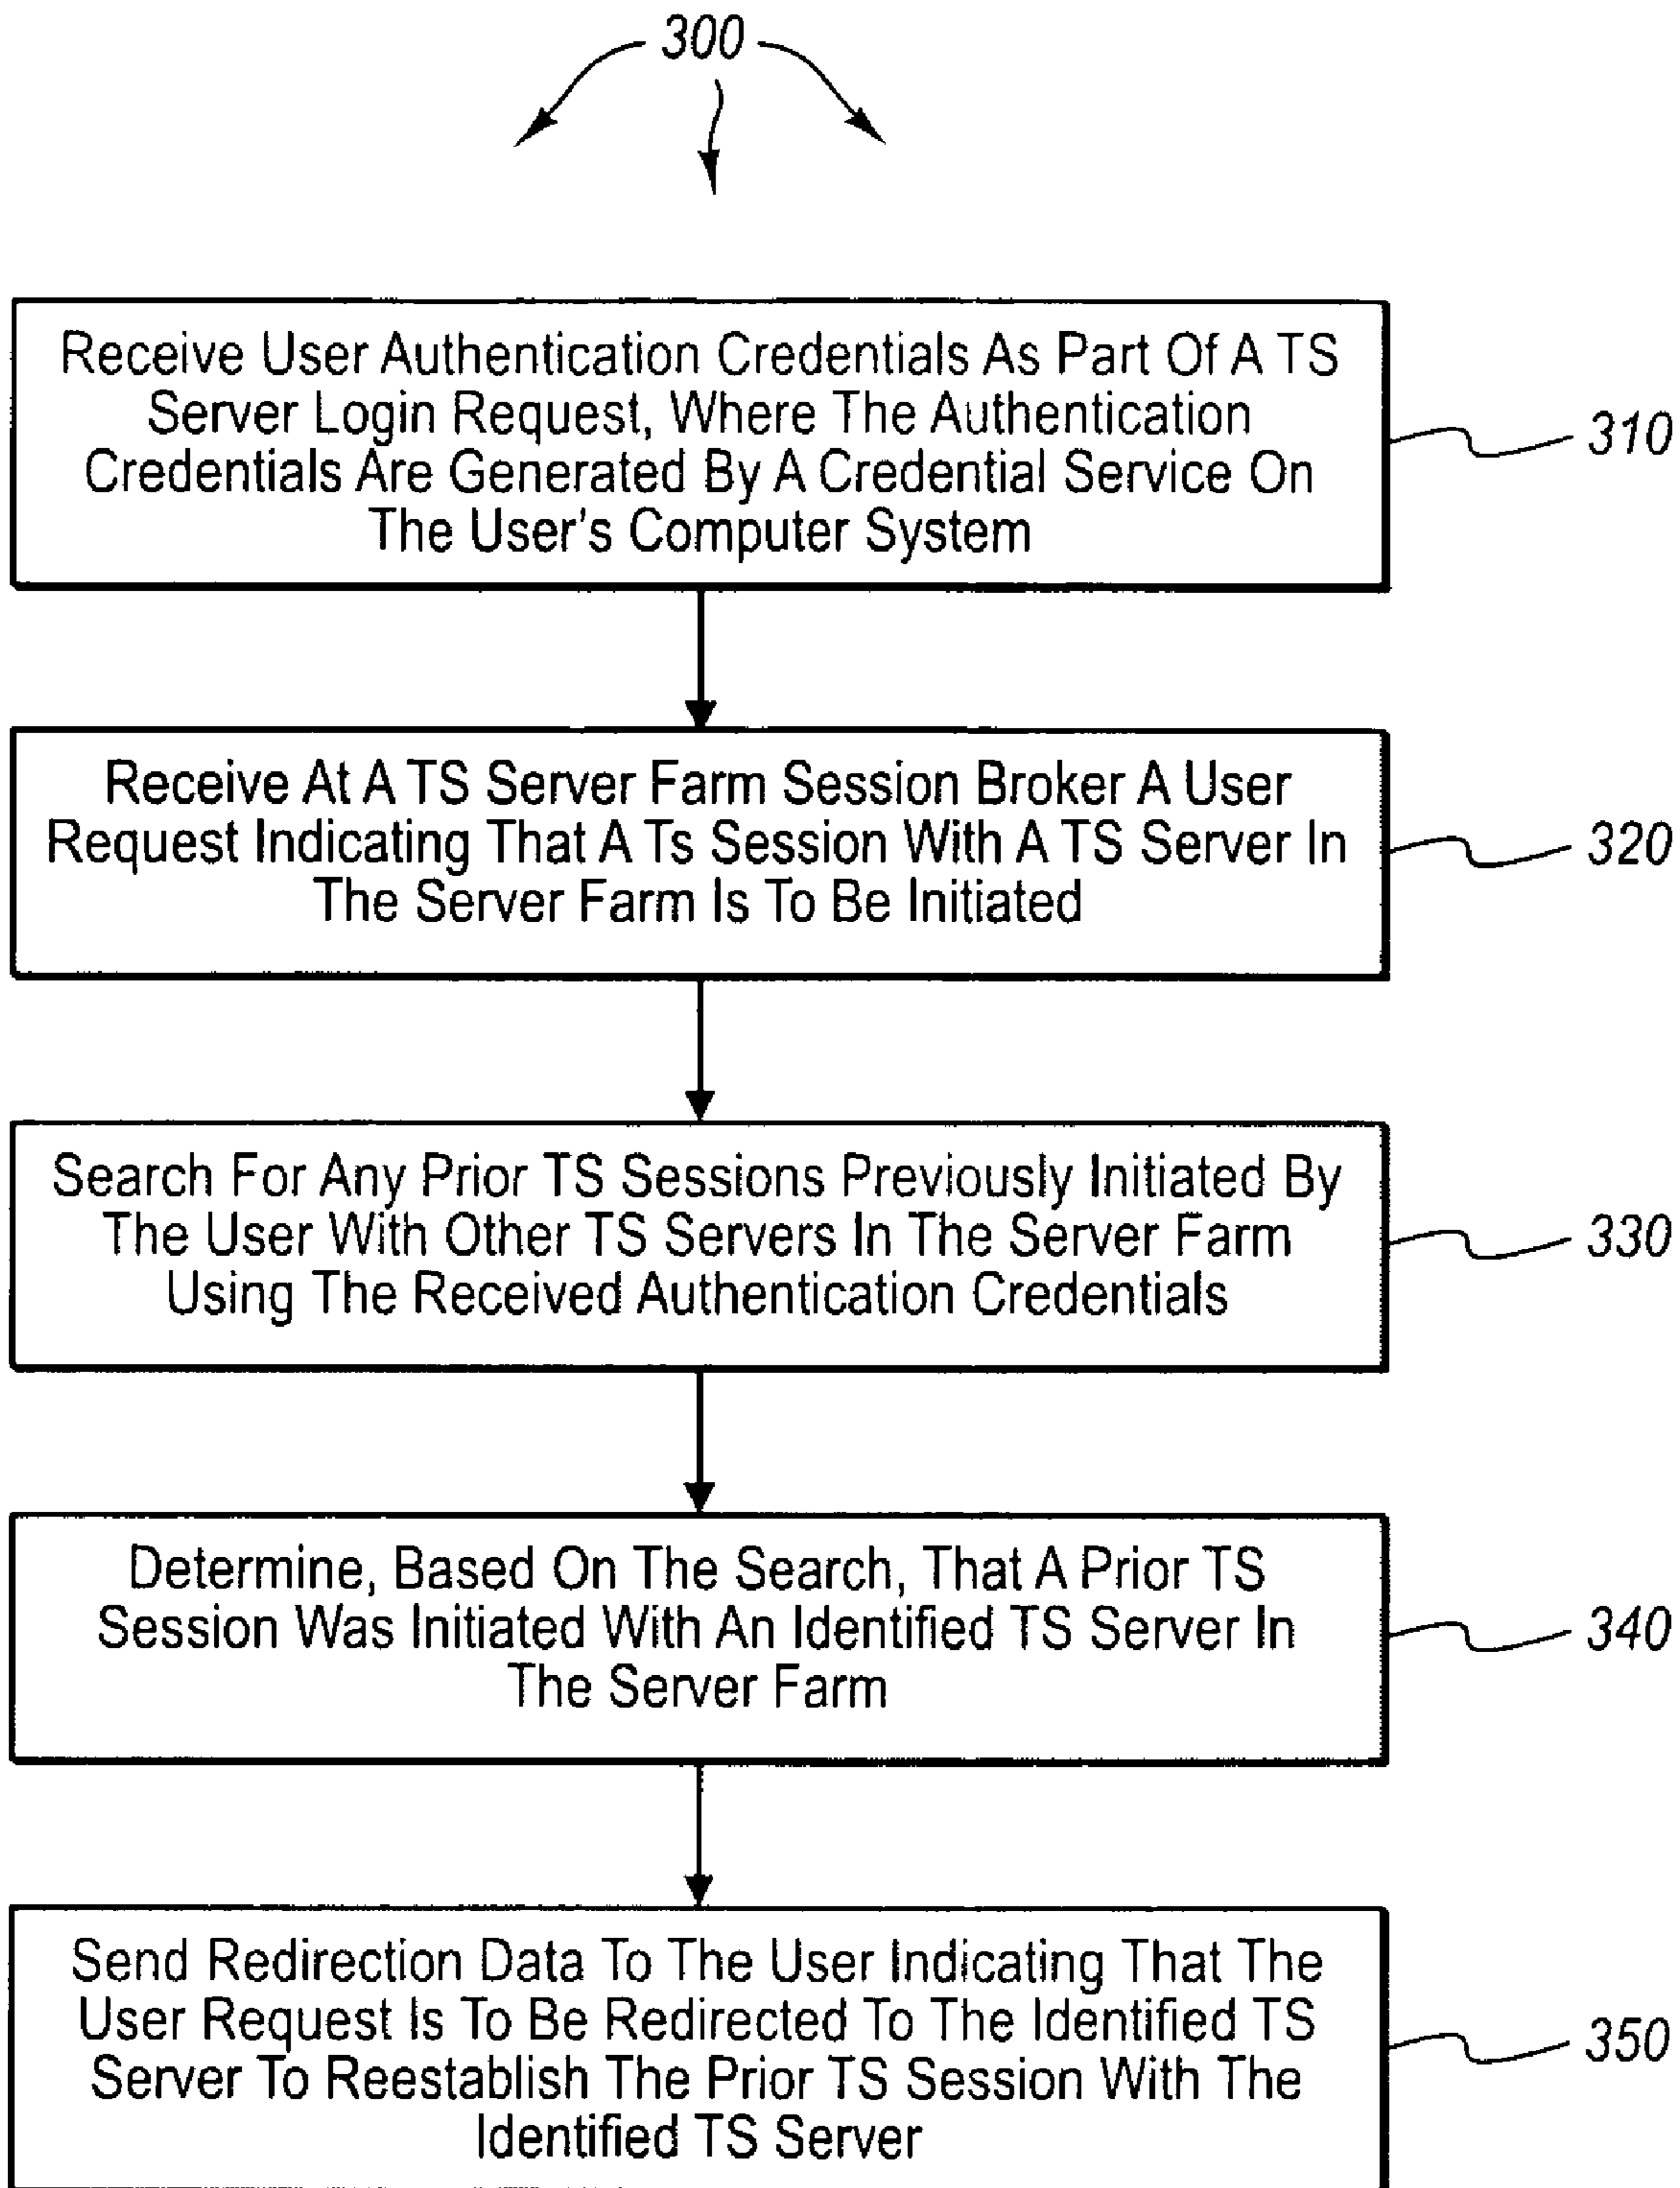 300
Receive User Authentication Credentials As Part Of A TS
Server Login Request, Where The Authentication
Credentials Are Generated By A Credential Service On
The User's Computer System
310
Receive At A TS Server Farm Session Broker A User
Request Indicating That A Ts Session With A TS Server In
The Server Farm Is To Be Initiated
320
Search For Any Prior TS Sessions Previously Initiated By
The User With Other TS Servers In The Server Farm
Using The Received Authentication Credentials
330
Determine, Based On The Search, That A Prior TS
Session Was Initiated With An Identified TS Server In
The Server Farm
340
Send Redirection Data To The User Indicating That The
User Request Is To Be Redirected To The Identified TS
Server To Reestablish The Prior TS Session With The
Identified TS Server
350